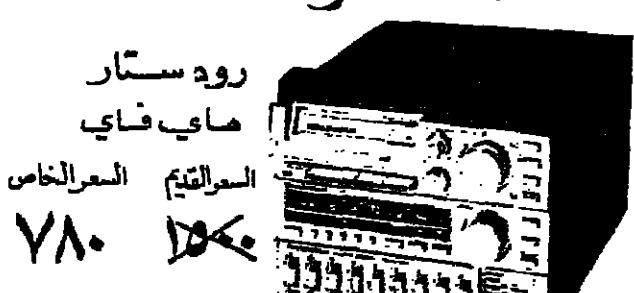 رود ستار
هاي فاي
السعر القديم السعر الخاص
١٥٠٠ ٧٨٠